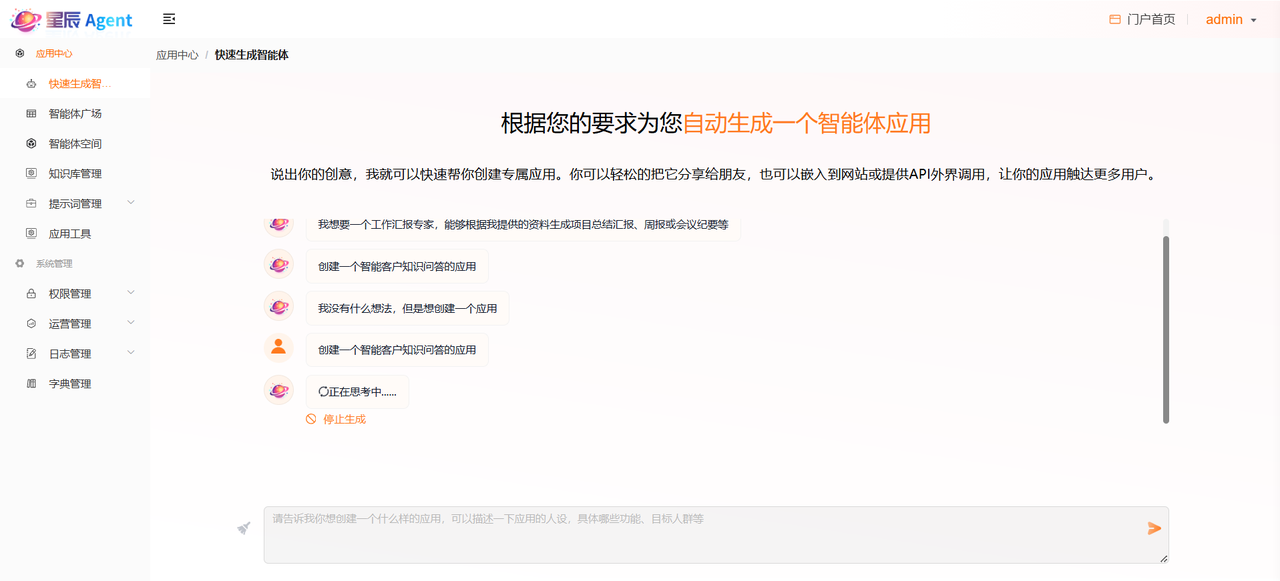 星辰 Agent
门户首页
admin
应用中心
快速生成智...
智能体广场
智能体空间
知识库管理
提示词管理
应用工具
系统管理
权限管理
运营管理
日志管理
字典管理
应用中心 / 快速生成智能体
根据您的要求为您自动生成一个智能体应用
说出你的创意，我就可以快速帮你创建专属应用。你可以轻松的把它分享给朋友，也可以嵌入到网站或提供API外界调用，让你的应用触达更多用户。
我想要一个工作汇报专家，能够根据我提供的资料生成项目总结汇报、周报或会议纪要等
创建一个智能客户知识问答的应用
我没有什么想法，但是想创建一个应用
创建一个智能客户知识问答的应用
正在思考中......
停止生成
请告诉我你想创建一个什么样的应用，可以描述一下应用的人设，具体哪些功能、目标人群等